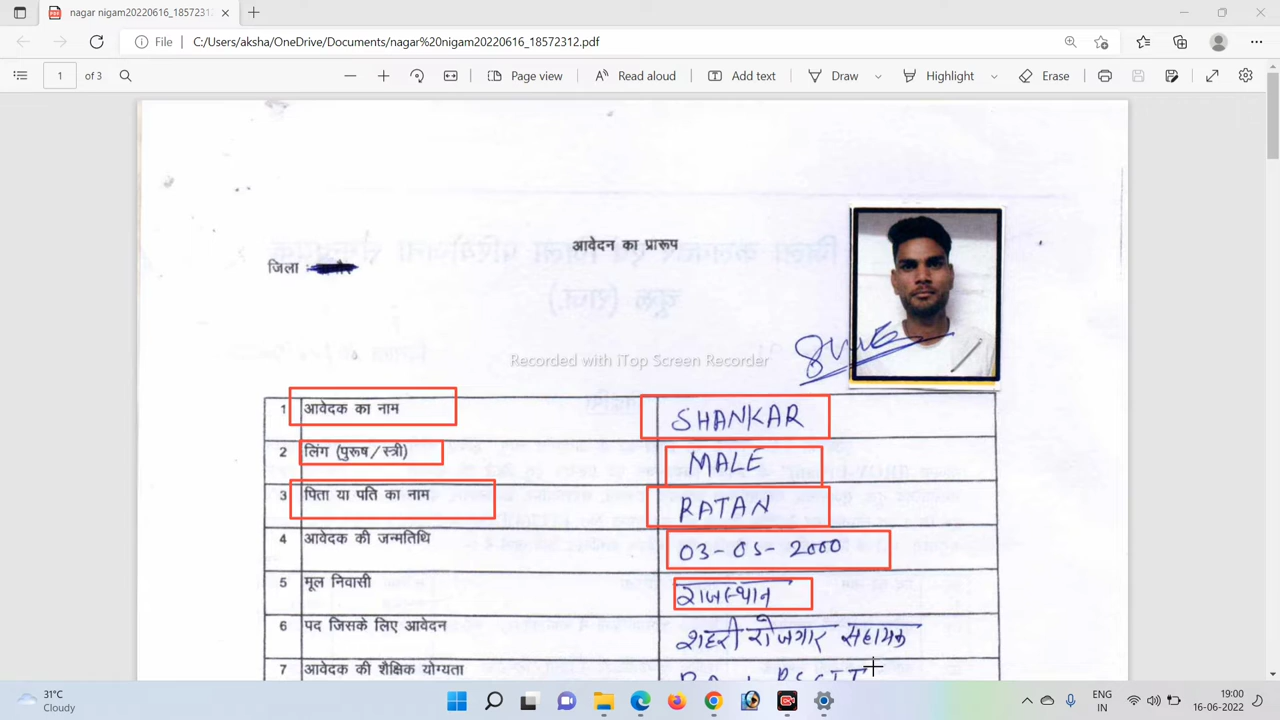 nagar nigam20220616_18572312
File
C:/Users/aksha/OneDrive/Documents/nagar%20nigam20220616_18572312.pdf
1 of 3
Page view
Read aloud
Add text
Draw
Highlight
Erase
आवेदन का प्रारूप
जिला :
Recorded with iTop Screen Recorder
1 आवेदक का नाम SHANKAR
2 लिंग (पुरूष/स्त्री) MALE
3 पिता या पति का नाम RATAN
4 आवेदक की जन्मतिथि 03-05-2000
5 मूल निवासी राजस्थान
6 पद जिसके लिए आवेदन शहरी रोजगार सहायक
7 आवेदक की शैक्षिक योग्यता
31°C
Cloudy
ENG
IN
19:00
16-06-2022